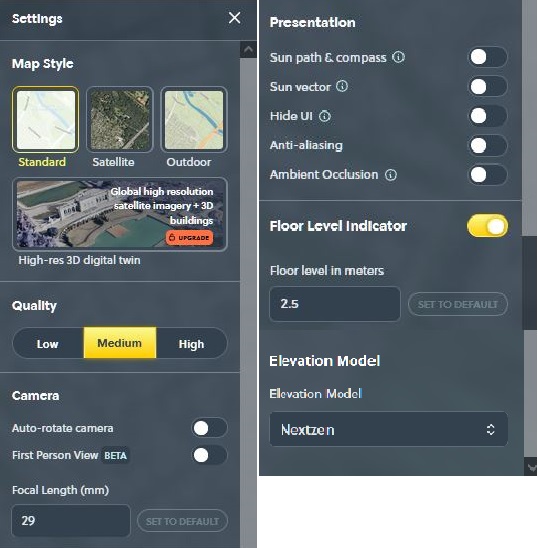 Settings
Map Style
Standard
Satellite
Outdoor
Global high resolution
satellite imagery + 3D
buildings
UPGRADE
High-res 3D digital twin
Quality
Low
Medium
High
Camera
Auto-rotate camera
First Person View BETA
Focal Length (mm)
29
SET TO DEFAULT
Presentation
Sun path & compass
Sun vector
Hide UI
Anti-aliasing
Ambient Occlusion
Floor Level Indicator
Floor level in meters
2.5
SET TO DEFAULT
Elevation Model
Elevation Model
Nextzen